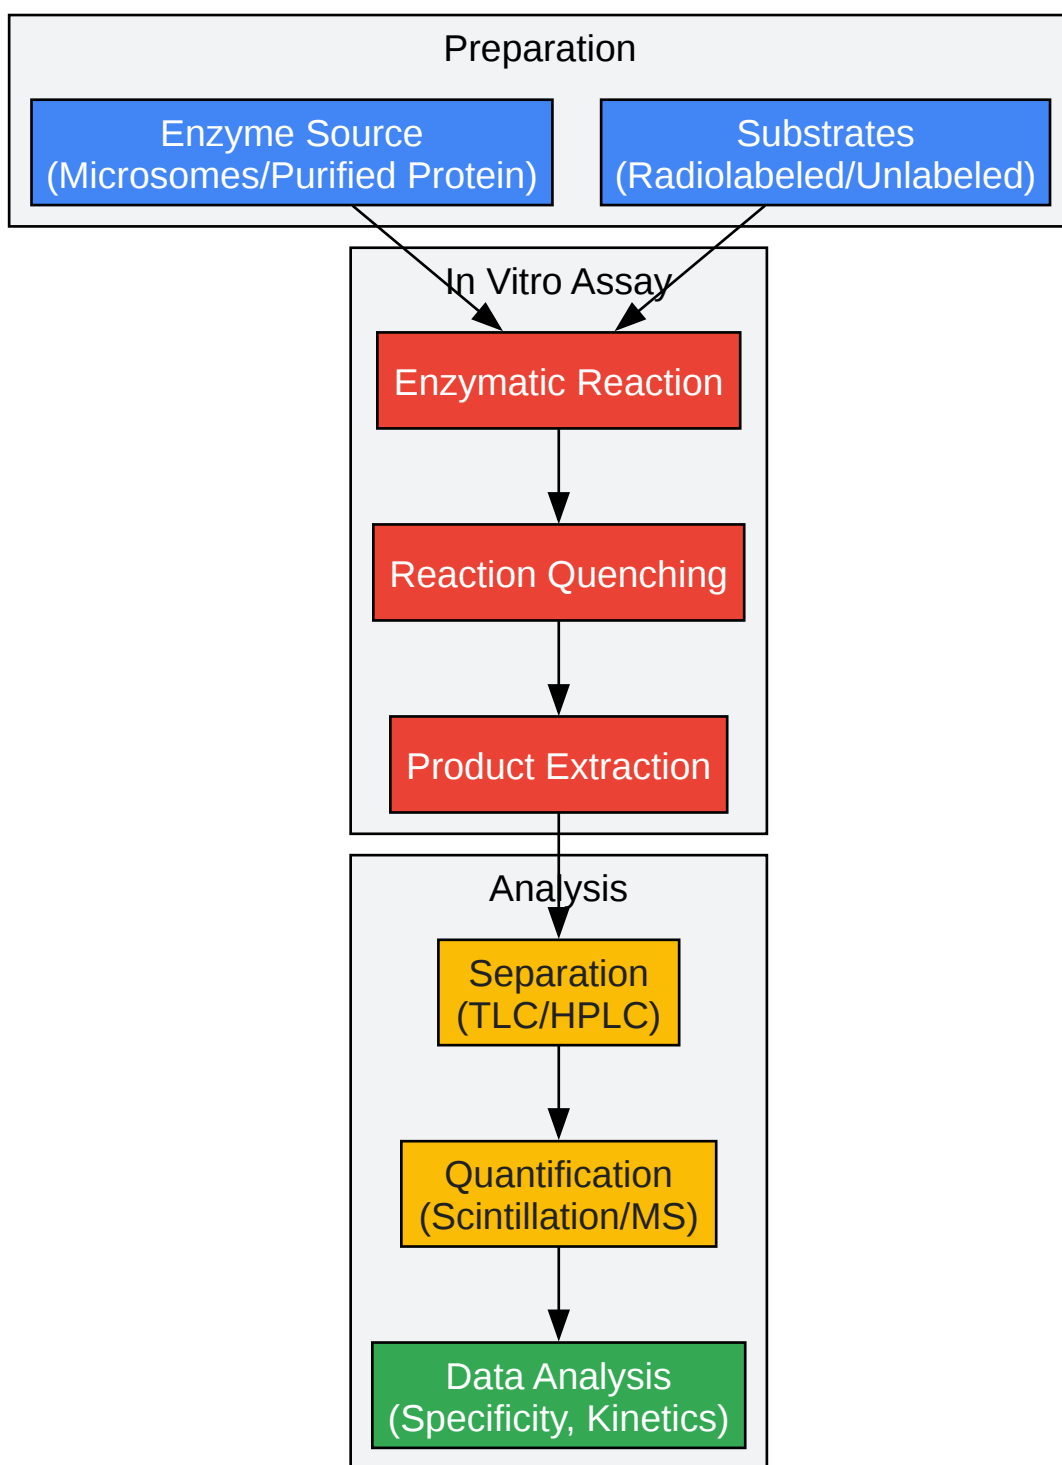 Preparation
Enzyme Source
(Microsomes/Purified Protein)
Substrates
(Radiolabeled/Unlabeled)
In Vitro Assay
Enzymatic Reaction
Reaction Quenching
Product Extraction
Analysis
Separation
(TLC/HPLC)
Quantification
(Scintillation/MS)
Data Analysis
(Specificity, Kinetics)